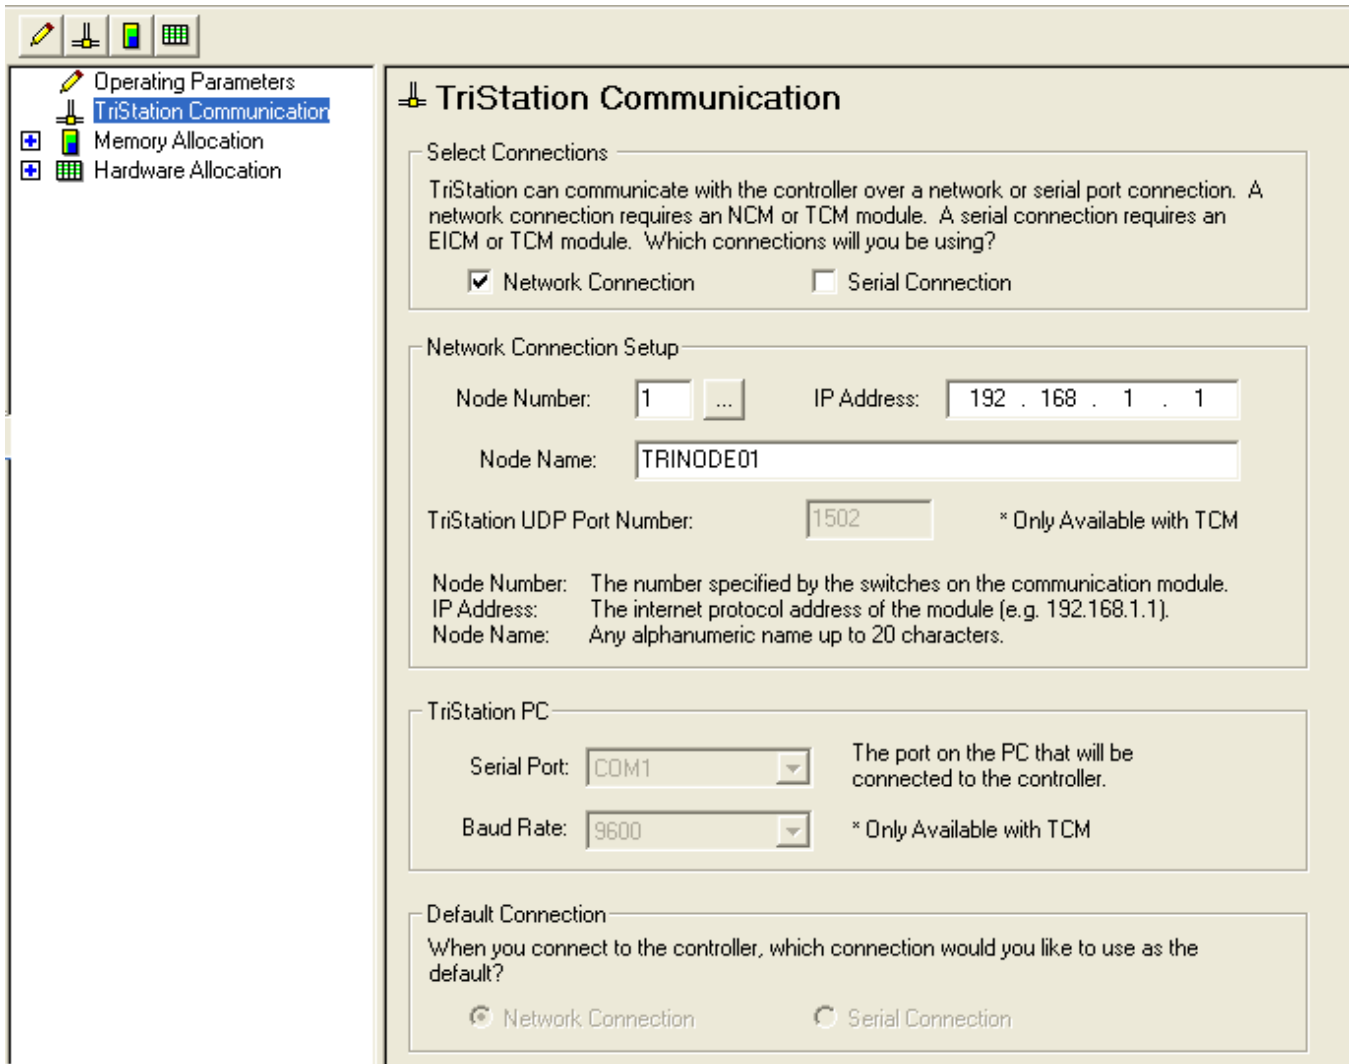 Operating Parameters
TriStation Communication
Memory Allocation
Hardware Allocation
TriStation Communication
Select Connections
TriStation can communicate with the controller over a network or serial port connection. A
network connection requires an NCM or TCM module. A serial connection requires an
EICM or TCM module. Which connections will you be using?
Network Connection Serial Connection
Network Connection Setup
Node Number: 1 ... IP Address: 192 . 168 . 1 . 1
Node Name: TRINODE01
TriStation UDP Port Number: 1502 * Only Available with TCM
Node Number: The number specified by the switches on the communication module.
IP Address: The internet protocol address of the module (e.g. 192.168.1.1).
Node Name: Any alphanumeric name up to 20 characters.
TriStation PC
Serial Port: COM1 The port on the PC that will be
connected to the controller.
Baud Rate: 9600 * Only Available with TCM
Default Connection
When you connect to the controller, which connection would you like to use as the
default?
Network Connection Serial Connection